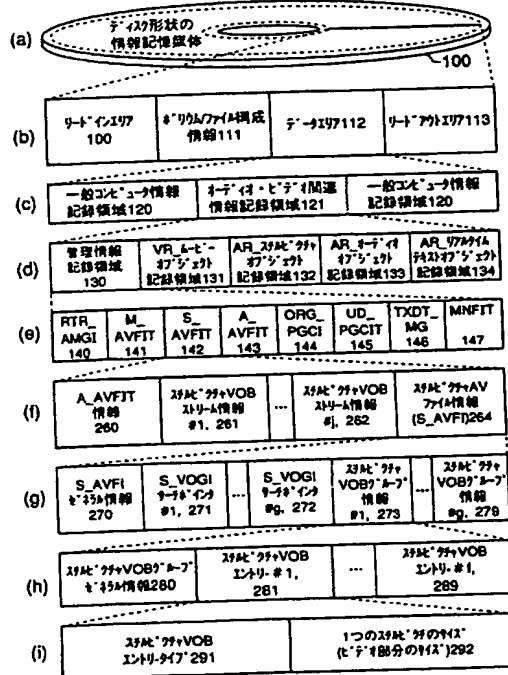 (a)
ディスク形状の
情報記憶媒体
100
(b)
リードインエリア
100
ボリウム/ファイル構成
情報111
データエリア112
リードアウトエリア113
(c)
一般コンピュータ情報
記録領域120
オーディオ・ビデオ関連
情報記録領域121
一般コンピュータ情報
記録領域120
(d)
管理情報
記録領域
130
VR_ムービー
オブジェクト
記録領域131
AR_スチルピクチャ
オブジェクト
記録領域132
AR_オーディオ
オブジェクト
記録領域133
AR_リアルタイム
テキストオブジェクト
記録領域134
(e)
RTR_
AMGI
140
M_
AVFIT
141
S_
AVFIT
142
A_
AVFIT
143
ORG_
PGCI
144
UD_
PGCIT
145
TXDT_
MG
146
MNFIT
147
(f)
A_AVFIT
情報
260
スチルピクチャVOB
ストリーム情報
#1, 261
...
スチルピクチャVOB
ストリーム情報
#j, 262
スチルピクチャAV
ファイル情報
(S_AVFI)264
(g)
S_AVFI
ゼネラル情報
270
S_VOGI
サーチポインタ
#1, 271
...
S_VOGI
サーチポインタ
#g, 272
スチルピクチャ
VOBグループ
情報
#1, 273
...
スチルピクチャ
VOBグループ
情報
#g, 279
(h)
スチルピクチャVOBグループ
ゼネラル情報280
スチルピクチャVOB
エントリー#1,
281
...
スチルピクチャVOB
エントリー#f,
289
(i)
スチルピクチャVOB
エントリータイプ291
1つのスチルピクチのサイズ
(ビデオ部分のサイズ)292